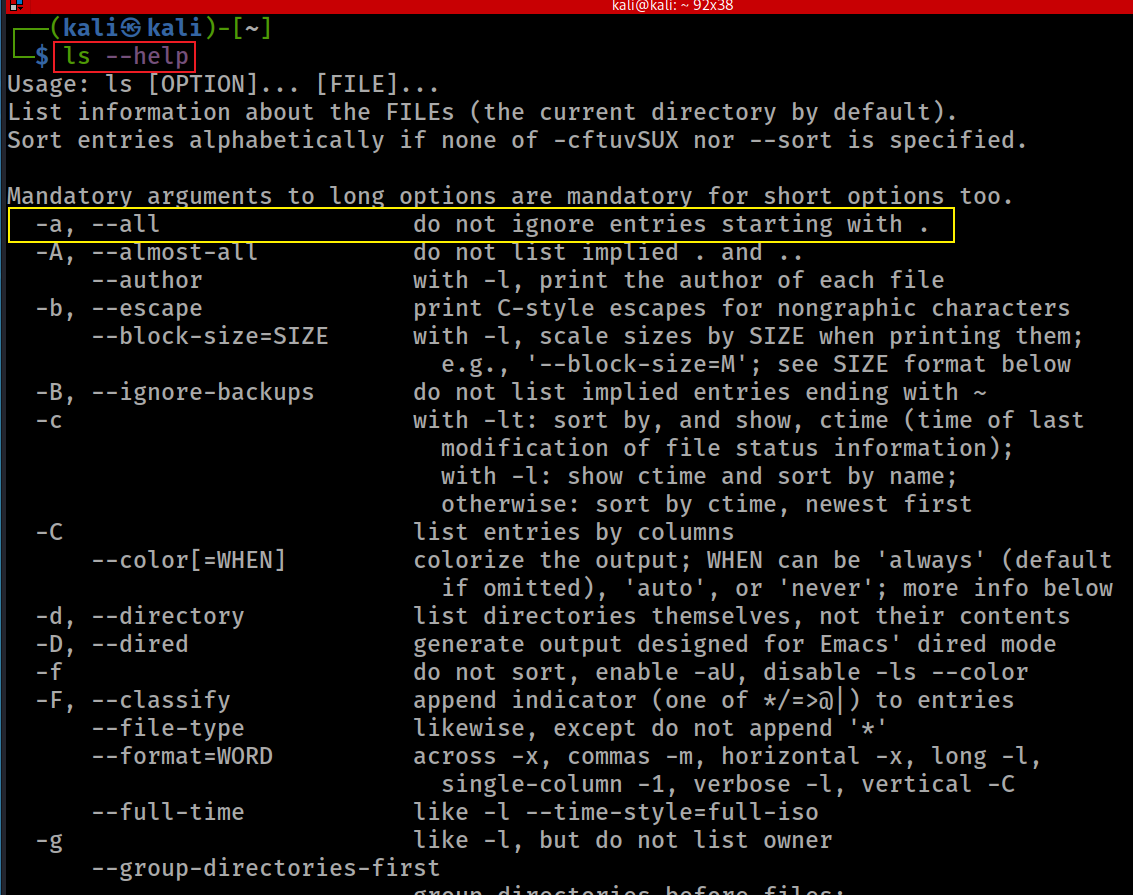 kali@kali: ~ 92x38
┌──(kali㉿kali)-[~]
└─$ ls --help
Usage: ls [OPTION]... [FILE]...
List information about the FILEs (the current directory by default).
Sort entries alphabetically if none of -cftuvSUX nor --sort is specified.

Mandatory arguments to long options are mandatory for short options too.
  -a, --all                  do not ignore entries starting with .
  -A, --almost-all           do not list implied . and ..
      --author               with -l, print the author of each file
  -b, --escape               print C-style escapes for nongraphic characters
      --block-size=SIZE      with -l, scale sizes by SIZE when printing them;
                               e.g., '--block-size=M'; see SIZE format below
  -B, --ignore-backups       do not list implied entries ending with ~
  -c                         with -lt: sort by, and show, ctime (time of last
                               modification of file status information);
                               with -l: show ctime and sort by name;
                               otherwise: sort by ctime, newest first
  -C                         list entries by columns
      --color[=WHEN]         colorize the output; WHEN can be 'always' (default
                               if omitted), 'auto', or 'never'; more info below
  -d, --directory            list directories themselves, not their contents
  -D, --dired                generate output designed for Emacs' dired mode
  -f                         do not sort, enable -aU, disable -ls --color
  -F, --classify             append indicator (one of */=>@|) to entries
      --file-type            likewise, except do not append '*'
      --format=WORD          across -x, commas -m, horizontal -x, long -l,
                               single-column -1, verbose -l, vertical -C
      --full-time            like -l --time-style=full-iso
  -g                         like -l, but do not list owner
      --group-directories-first
                             group directories before files;